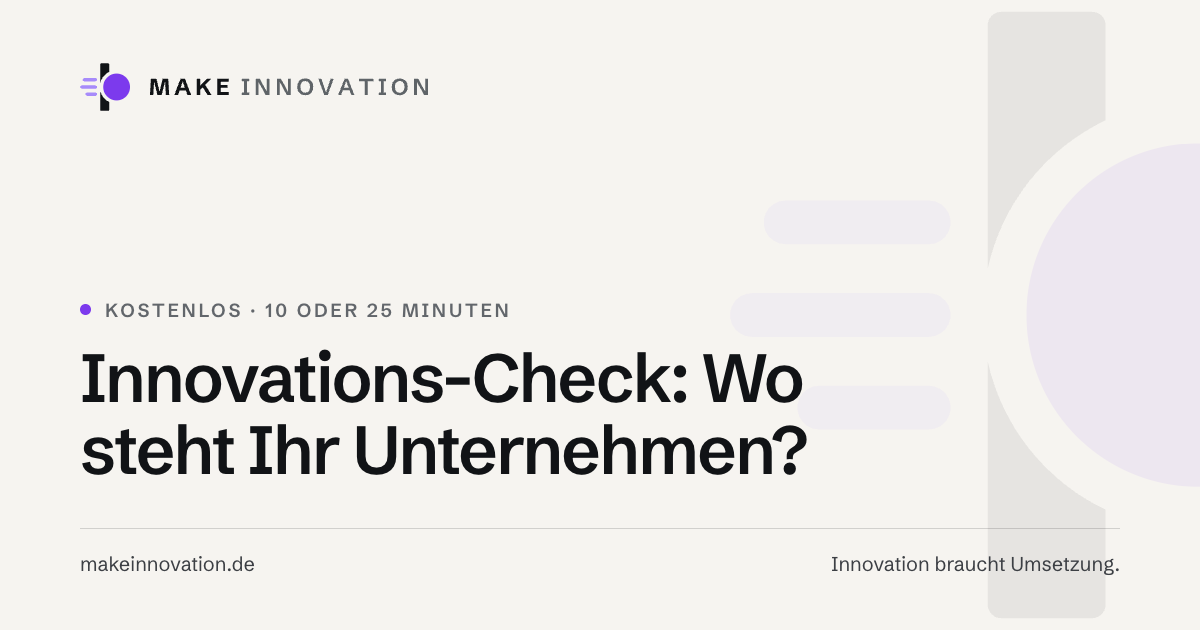 MAKE INNOVATION
KOSTENLOS · 10 ODER 25 MINUTEN
Innovations-Check: Wo
steht Ihr Unternehmen?
makeinnovation.de
Innovation braucht Umsetzung.